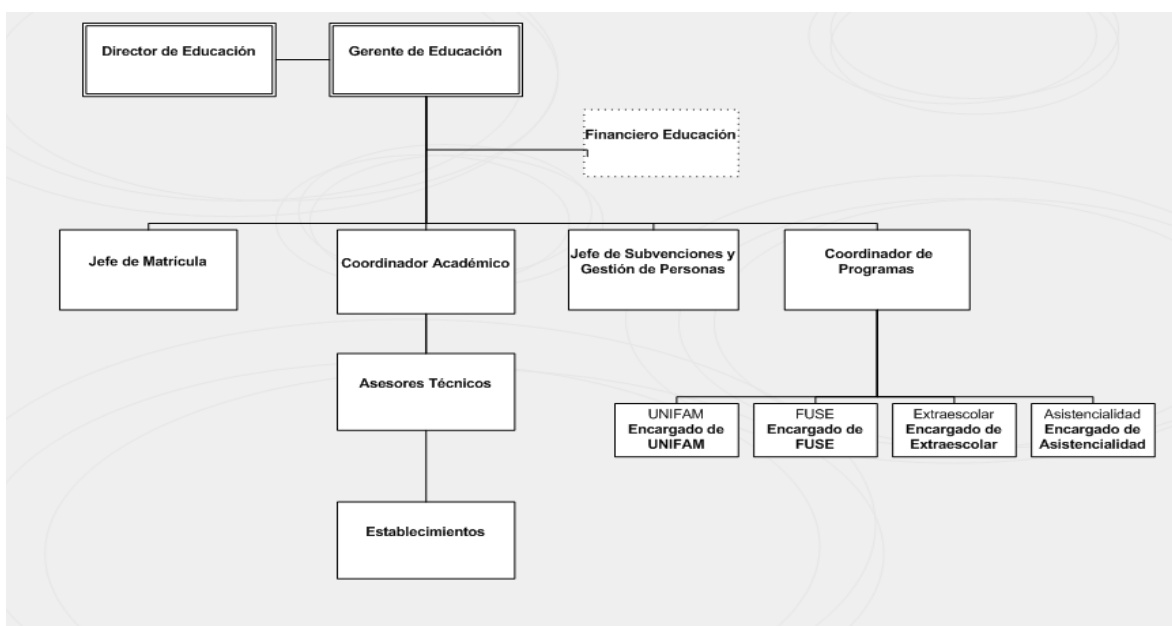 Director de Educación
Gerente de Educación
Financiero Educación
Jefe de Matrícula
Coordinador Académico
Jefe de Subvenciones y
Gestión de Personas
Coordinador de
Programas
Asesores Técnicos
UNIFAM
Encargado de
UNIFAM
FUSE
Encargado de
FUSE
Extraescolar
Encargado de
Extraescolar
Asistencialidad
Encargado de
Asistencialidad
Establecimientos